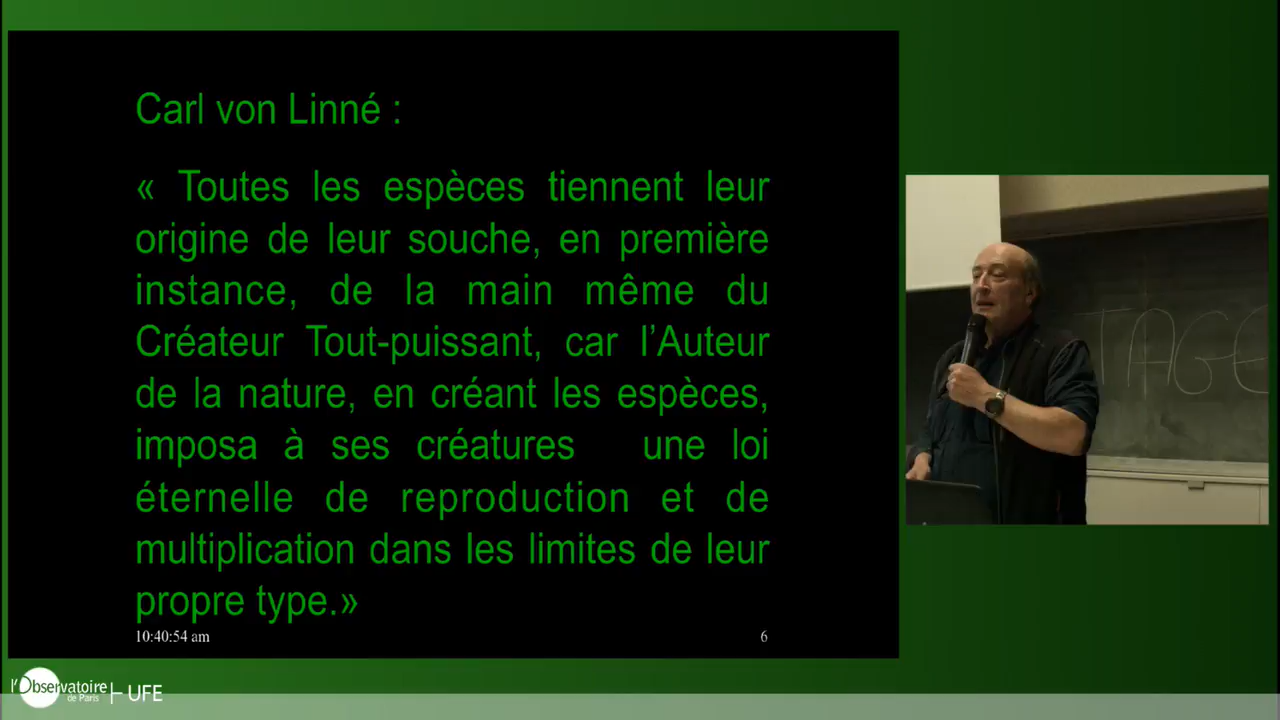 Carl von Linné :
« Toutes les espèces tiennent leur
origine de leur souche, en première
instance, de la main même du
Créateur Tout-puissant, car l’Auteur
de la nature, en créant les espèces,
imposa à ses créatures une loi
éternelle de reproduction et de
multiplication dans les limites de leur
propre type.»
10:40:54 am
6
TAGE
l'Observatoire
de Paris
UFE